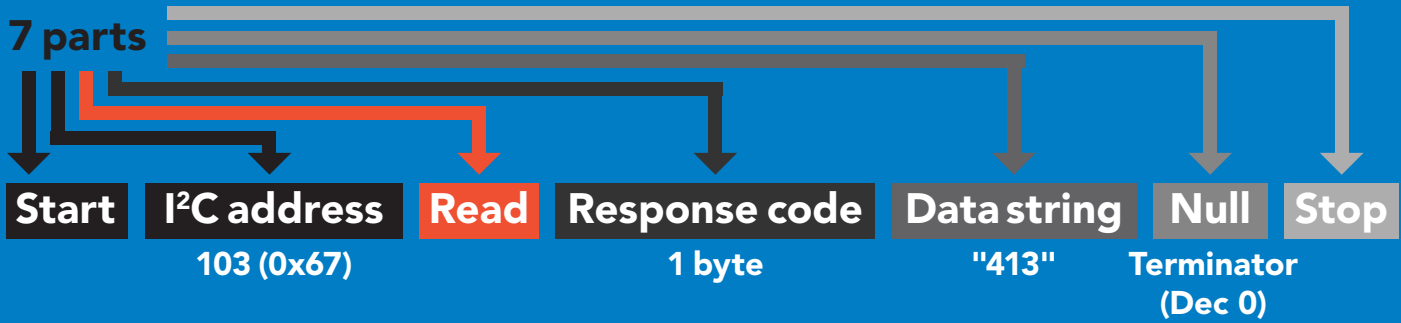 7 parts
Start I²C address Read Response code Data string Null Stop
103 (0x67) 1 byte "413" Terminator
(Dec 0)